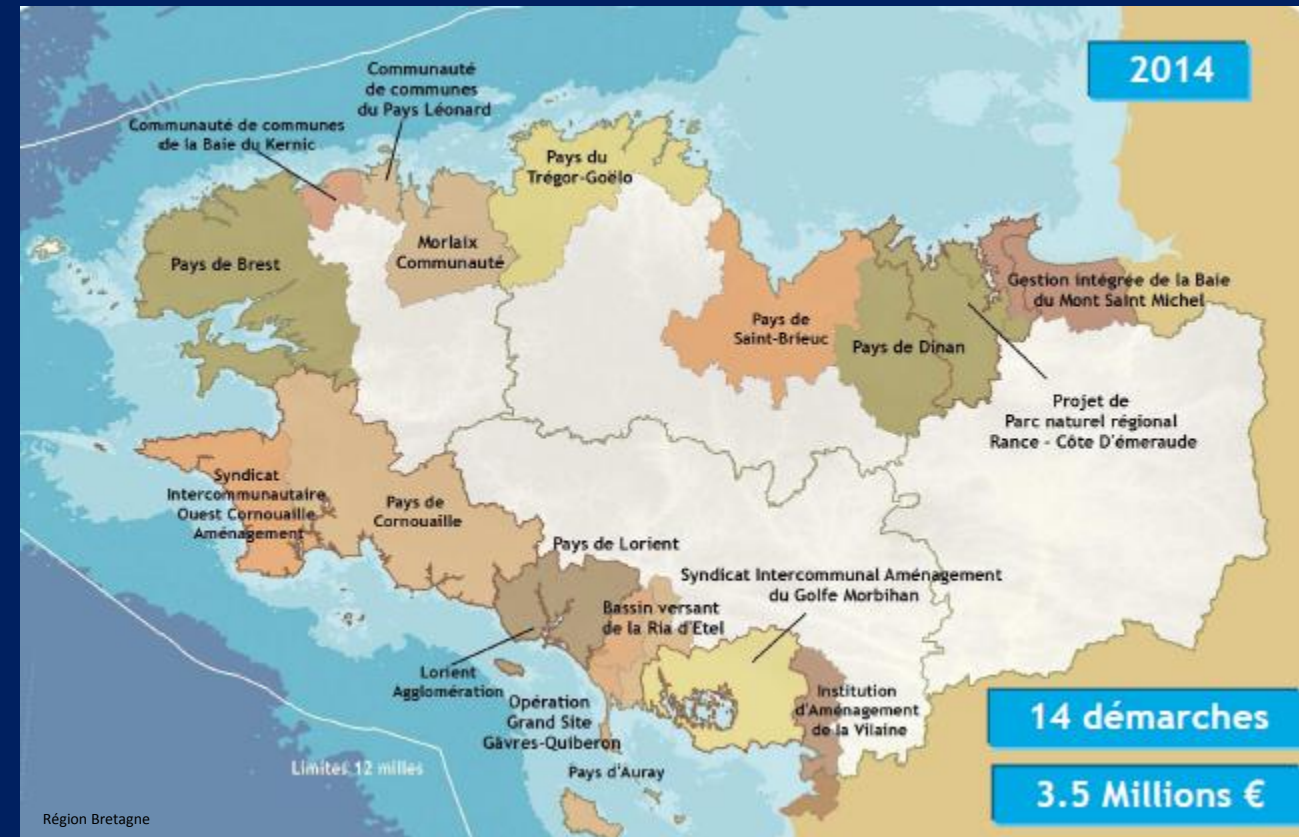 2014
Communauté
de communes
du Pays Léonard
Communauté de communes
de la Baie du Kernic
Pays du
Trégor-Goëlo
Morlaix
Communauté
Pays de Brest
Gestion intégrée de la Baie
du Mont Saint Michel
Pays de
Saint-Brieuc
Pays de Dinan
Projet de
Parc naturel régional
Rance - Côte D'émeraude
Syndicat
Intercommunautaire
Ouest Cornouaille
Aménagement
Pays de
Cornouaille
Pays de Lorient
Syndicat Intercommunal Aménagement
du Golfe Morbihan
Bassin versant
de la Ria d'Etel
Lorient
Agglomération
Opération
Grand Site
Gâvres-Quiberon
Institution
d'Aménagement
de la Vilaine
Pays d'Auray
Limites 12 milles
14 démarches
3.5 Millions €
Région Bretagne